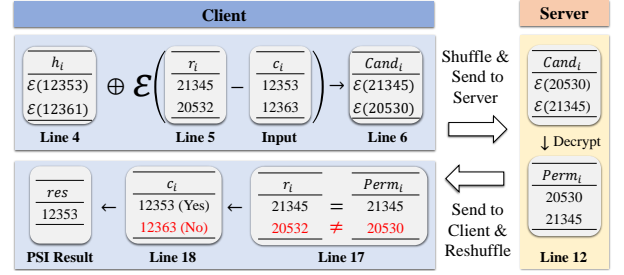 Client
Server
h_i
ℰ(12353)
ℰ(12361)
Line 4
⊕ ℰ(
r_i
21345
20532
Line 5
−
c_i
12353
12363
Input
) →
Cand_i
ℰ(21345)
ℰ(20530)
Line 6
Shuffle &
Send to
Server
Cand_i
ℰ(20530)
ℰ(21345)
↓ Decrypt
Perm_i
20530
21345
Line 12
Send to
Client &
Reshuffle
res
12353
PSI Result
←
c_i
12353 (Yes)
12363 (No)
Line 18
←
r_i Perm_i
21345 = 21345
20532 ≠ 20530
Line 17